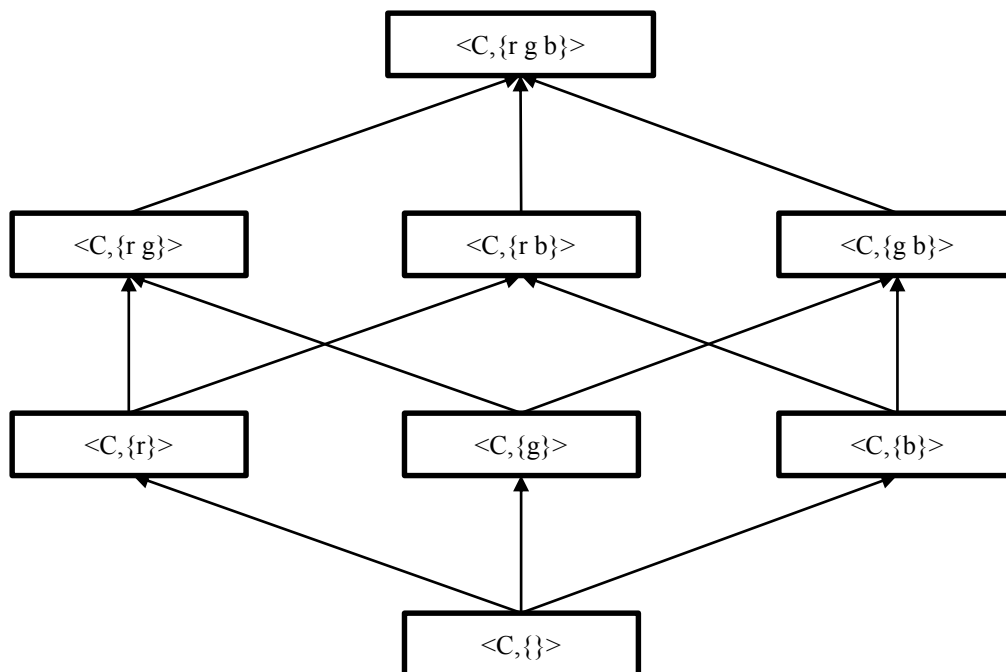 <C,{r g b}>
<C,{r g}>
<C,{r b}>
<C,{g b}>
<C,{r}>
<C,{g}>
<C,{b}>
<C,{}>